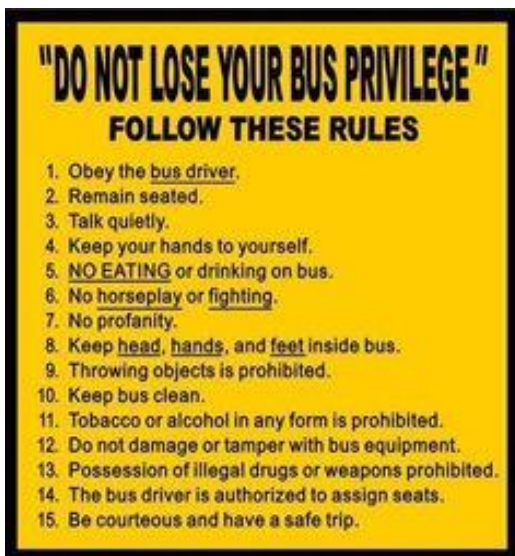 "DO NOT LOSE YOUR BUS PRIVILEGE"
FOLLOW THESE RULES
1. Obey the bus driver.
2. Remain seated.
3. Talk quietly.
4. Keep your hands to yourself.
5. NO EATING or drinking on bus.
6. No horseplay or fighting.
7. No profanity.
8. Keep head, hands, and feet inside bus.
9. Throwing objects is prohibited.
10. Keep bus clean.
11. Tobacco or alcohol in any form is prohibited.
12. Do not damage or tamper with bus equipment.
13. Possession of illegal drugs or weapons prohibited.
14. The bus driver is authorized to assign seats.
15. Be courteous and have a safe trip.